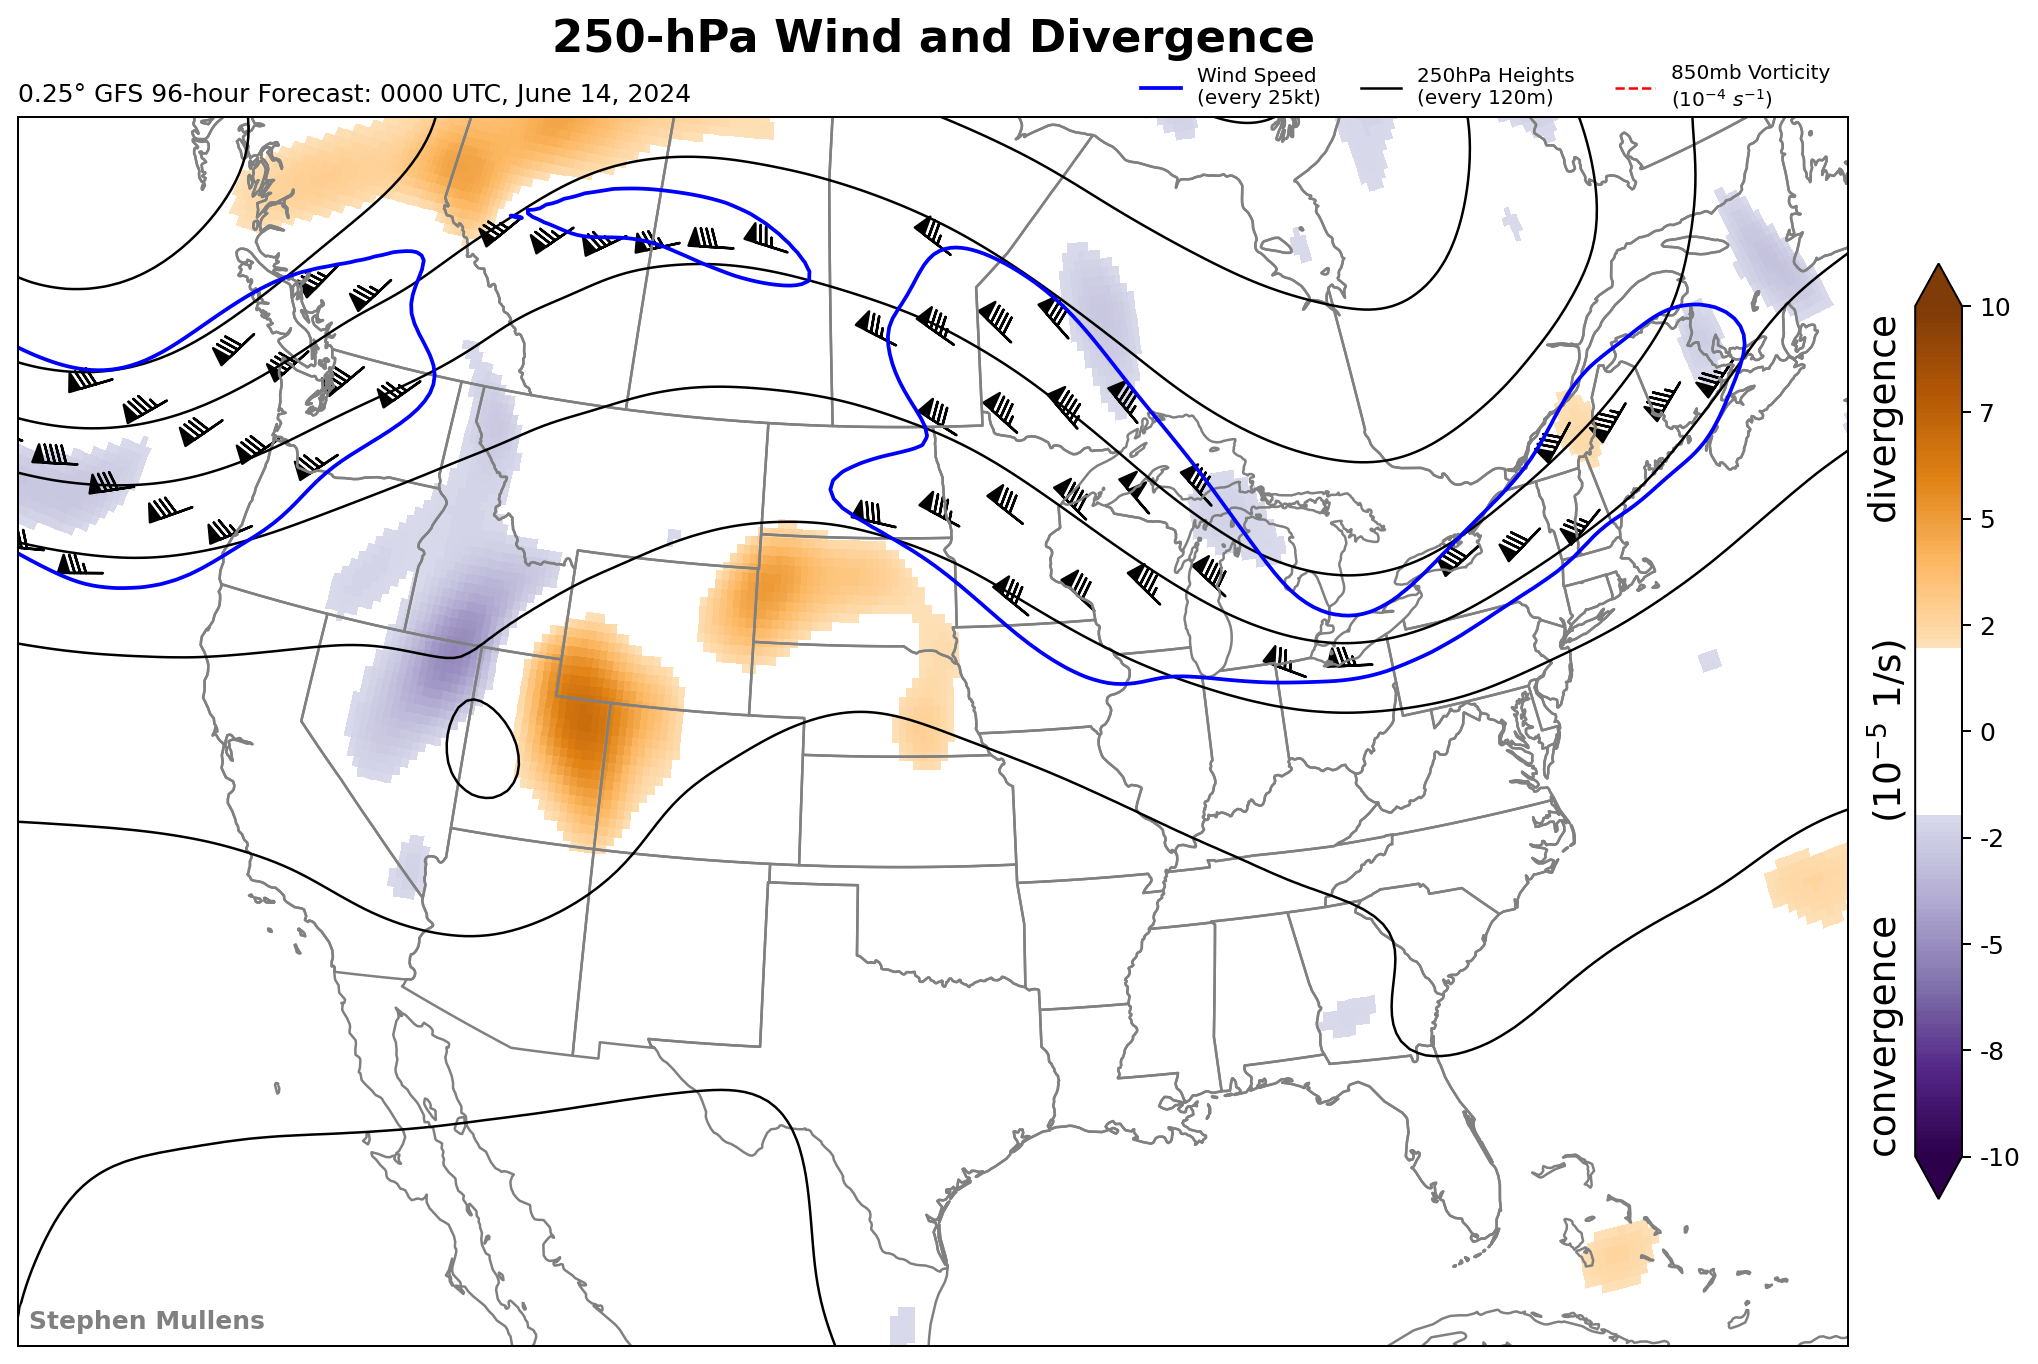 250-hPa Wind and Divergence
0.25° GFS 96-hour Forecast: 0000 UTC, June 14, 2024
Wind Speed
(every 25kt)
250hPa Heights
(every 120m)
850mb Vorticity
(10⁻⁴ s⁻¹)
10
7
5
2
0
-2
-5
-8
-10
convergence (10⁻⁵ 1/s) divergence
Stephen Mullens